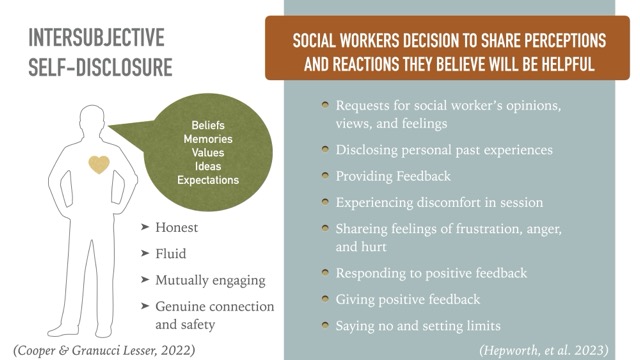 INTERSUBJECTIVE
SELF-DISCLOSURE
Beliefs
Memories
Values
Ideas
Expectations
➤ Honest
➤ Fluid
➤ Mutually engaging
➤ Genuine connection
and safety
(Cooper & Granucci Lesser, 2022)
SOCIAL WORKERS DECISION TO SHARE PERCEPTIONS
AND REACTIONS THEY BELIEVE WILL BE HELPFUL
Requests for social worker's opinions,
views, and feelings
Disclosing personal past experiences
Providing Feedback
Experiencing discomfort in session
Shareing feelings of frustration, anger,
and hurt
Responding to positive feedback
Giving positive feedback
Saying no and setting limits
(Hepworth, et al. 2023)